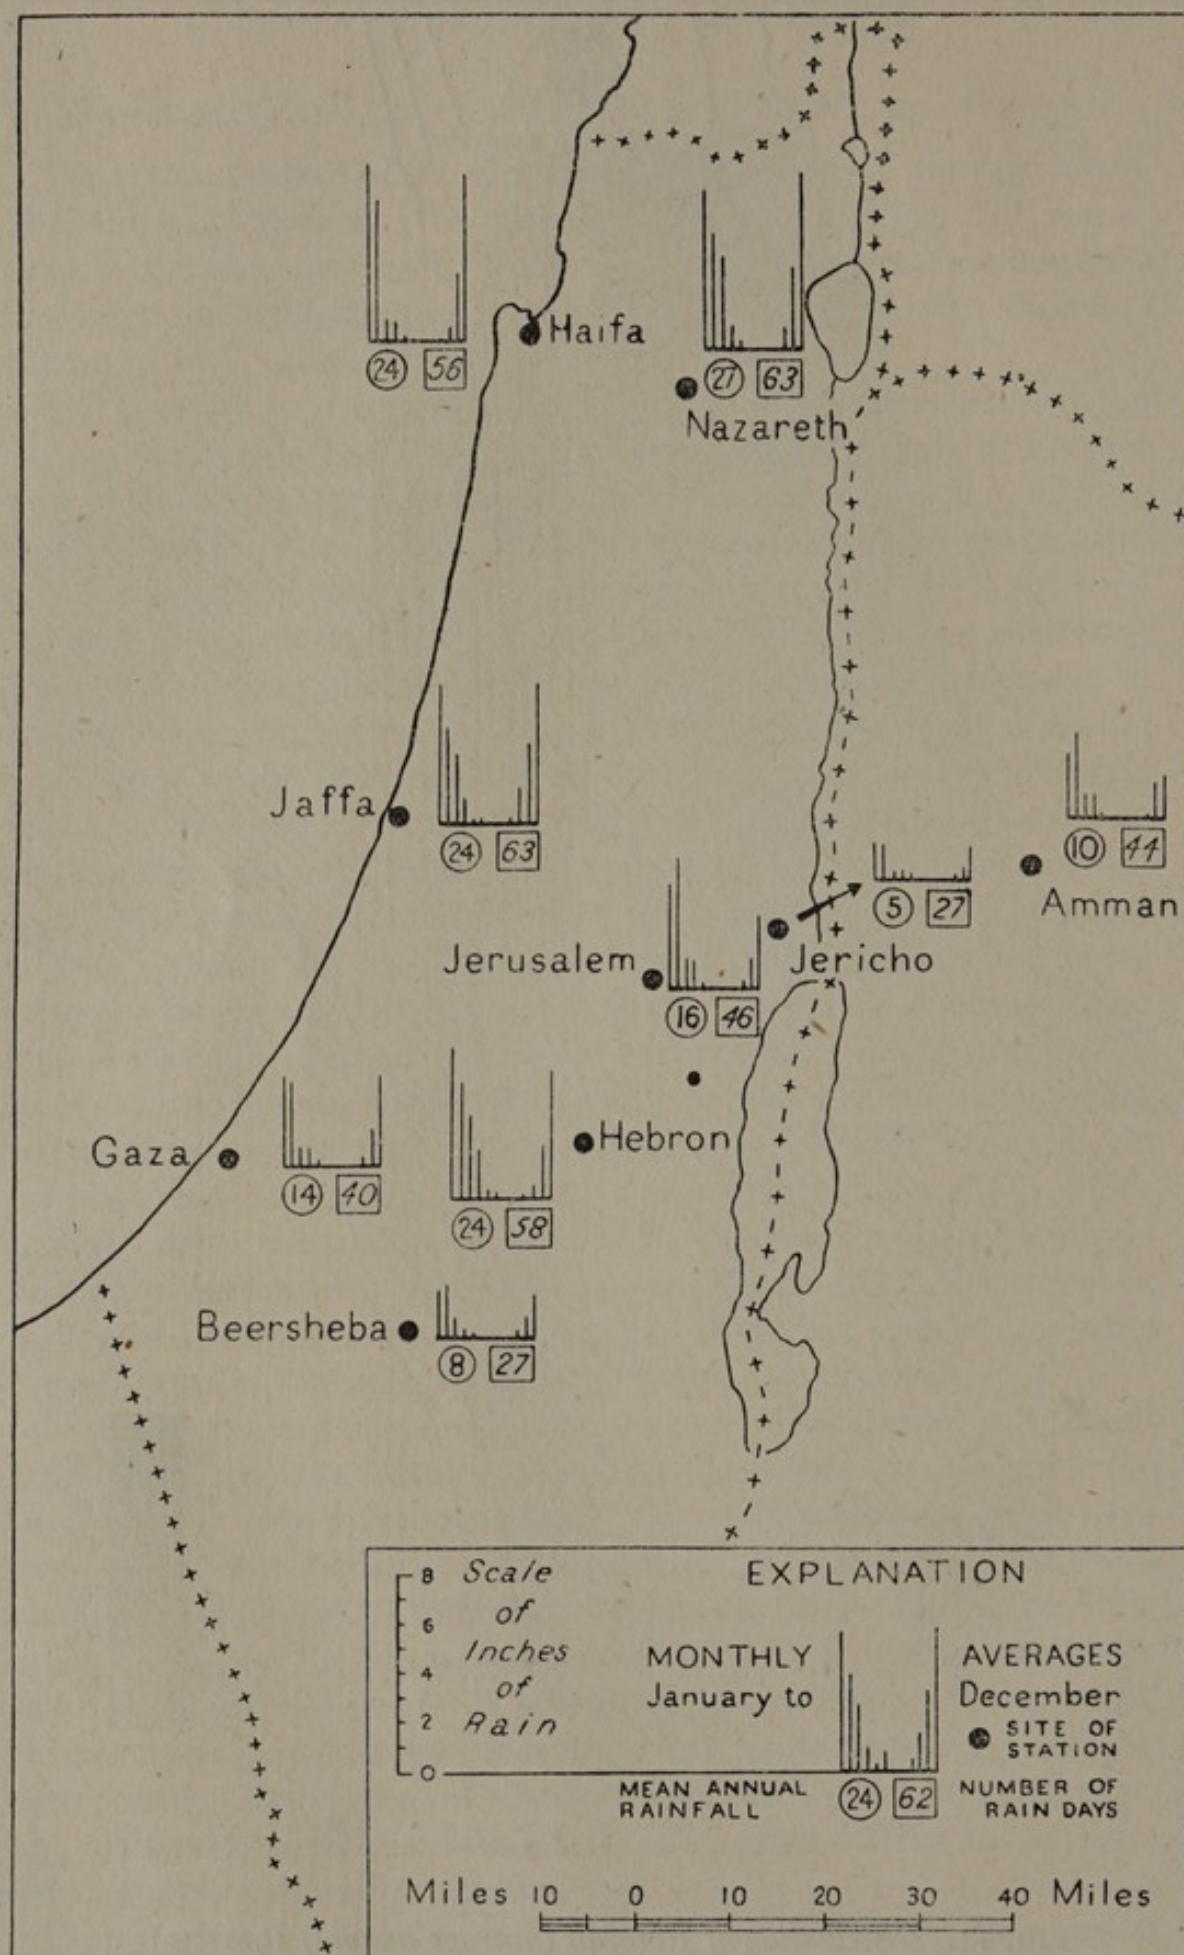 Haifa
24 56
27 63
Nazareth
Jaffa
24 63
10 44
Amman
5 27
Jerusalem
Jericho
16 46
Gaza
14 40
Hebron
24 58
Beersheba
8 27
EXPLANATION
8
6
4
2
0
Scale
of
Inches
of
Rain
MONTHLY
January to
AVERAGES
December
SITE OF
STATION
MEAN ANNUAL
RAINFALL
24 62
NUMBER OF
RAIN DAYS
Miles 10 0 10 20 30 40 Miles